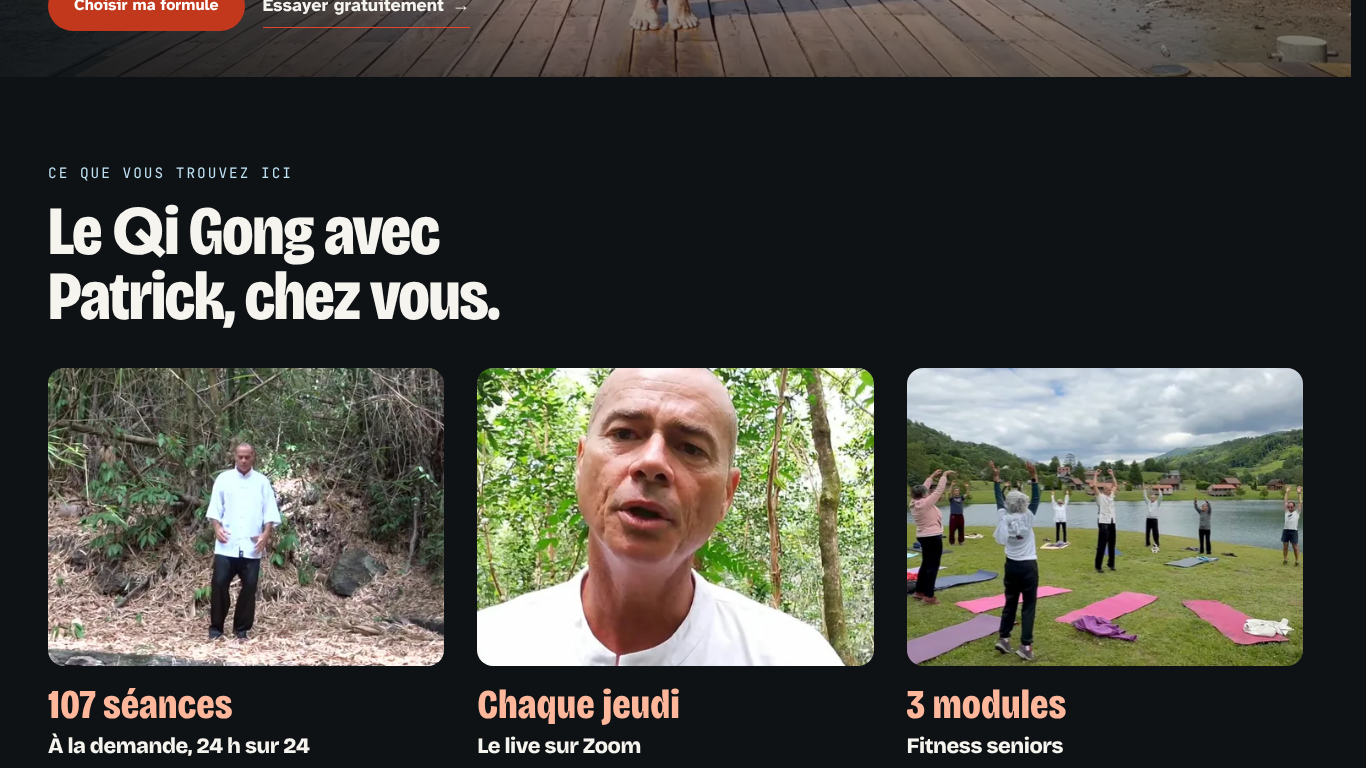 Choisir ma formule
Essayer gratuitement →
CE QUE VOUS TROUVEZ ICI
Le Qi Gong avec
Patrick, chez vous.
107 séances
À la demande, 24 h sur 24
Chaque jeudi
Le live sur Zoom
3 modules
Fitness seniors